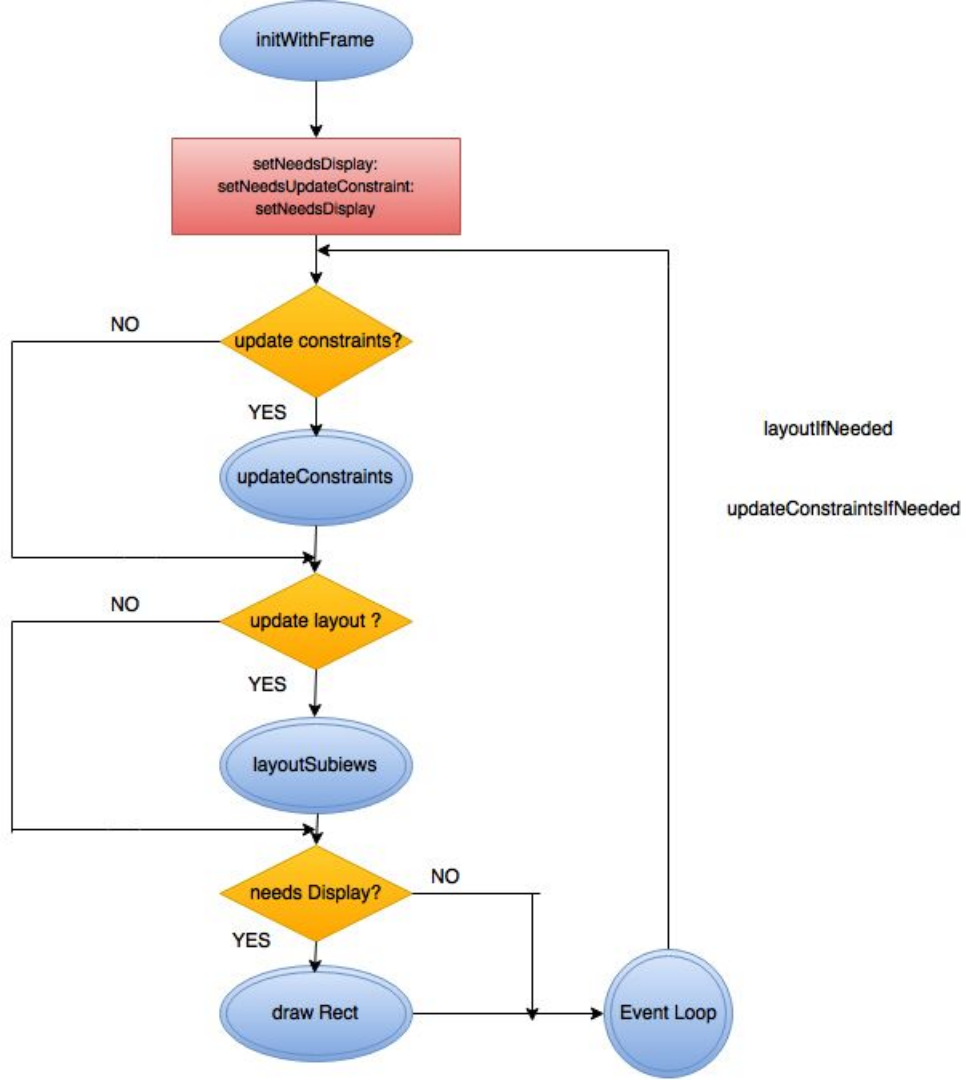 initWithFrame
setNeedsDisplay:
setNeedsUpdateConstraint:
setNeedsDisplay
NO
update constraints?
YES
updateConstraints
layoutIfNeeded
updateConstraintsIfNeeded
NO
update layout ?
YES
layoutSubiews
needs Display?
NO
YES
draw Rect
Event Loop